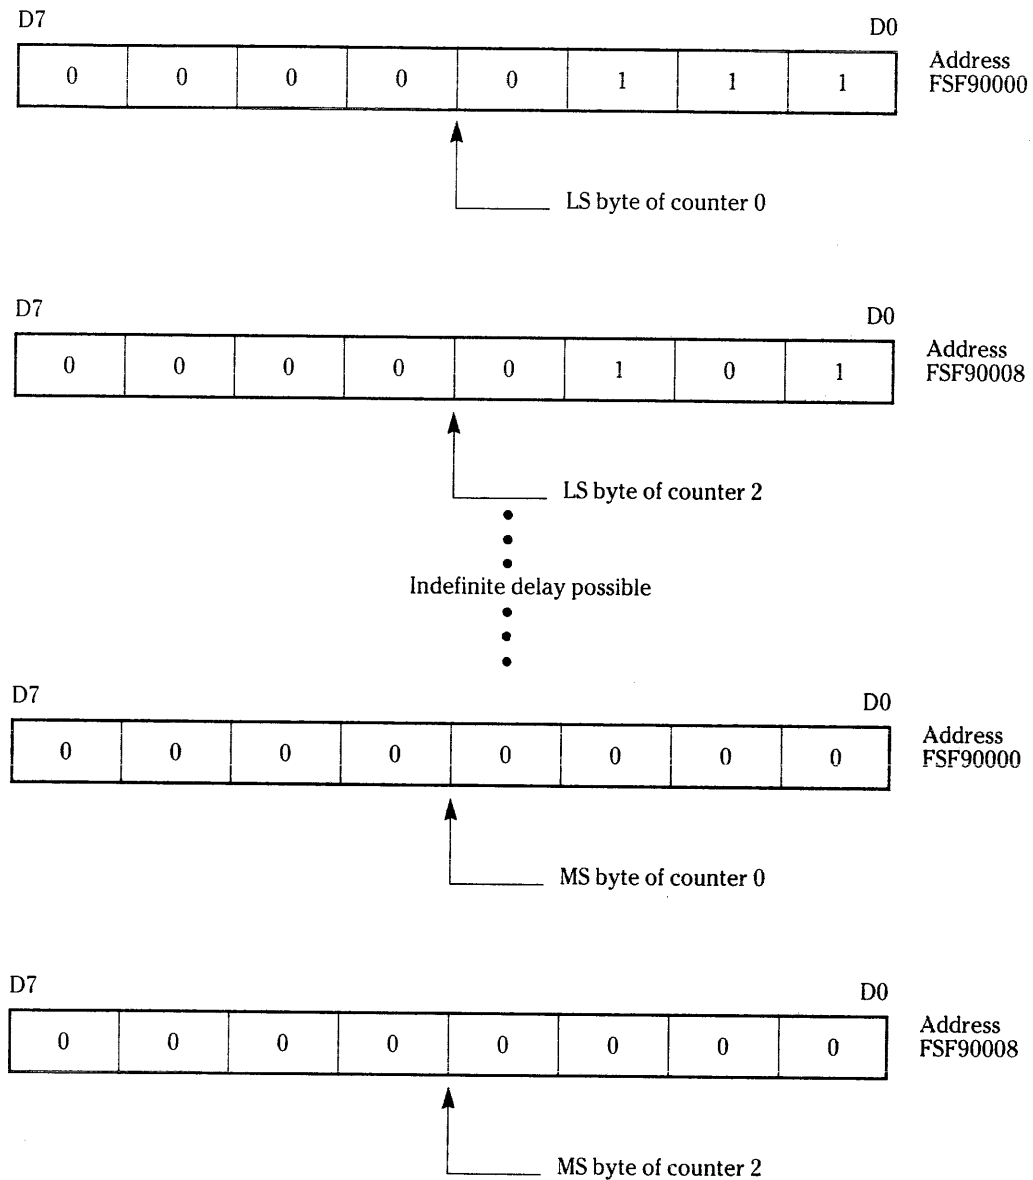 D7 D0
0 0 0 0 0 1 1 1
Address
FSF90000
LS byte of counter 0
D7 D0
0 0 0 0 0 1 0 1
Address
FSF90008
LS byte of counter 2
Indefinite delay possible
D7 D0
0 0 0 0 0 0 0 0
Address
FSF90000
MS byte of counter 0
D7 D0
0 0 0 0 0 0 0 0
Address
FSF90008
MS byte of counter 2